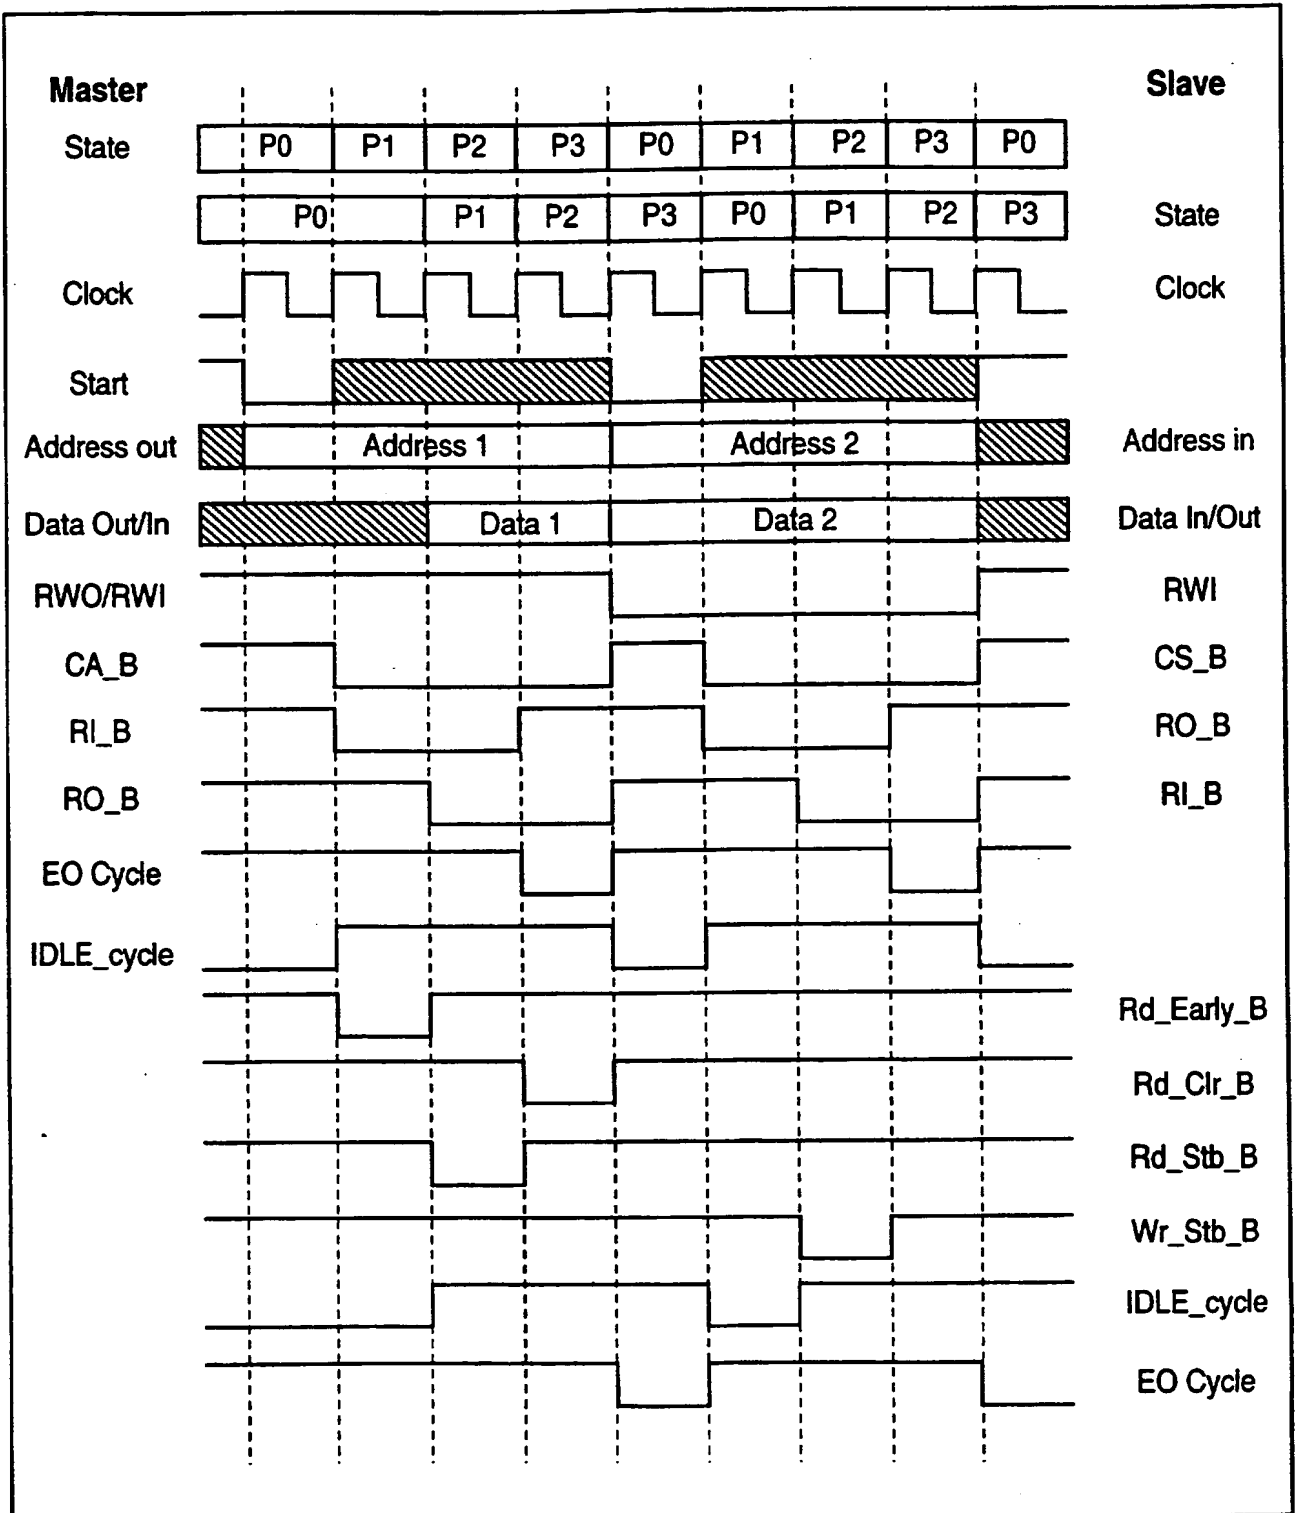 Master Slave
State P0 P1 P2 P3 P0 P1 P2 P3 P0
P0 P1 P2 P3 P0 P1 P2 P3 State
Clock Clock
Start
Address out Address 1 Address 2 Address in
Data Out/In Data 1 Data 2 Data In/Out
RWO/RWI RWI
CA_B CS_B
RI_B RO_B
RO_B RI_B
EO Cycle
IDLE_cycle
Rd_Early_B
Rd_Clr_B
Rd_Stb_B
Wr_Stb_B
IDLE_cycle
EO Cycle